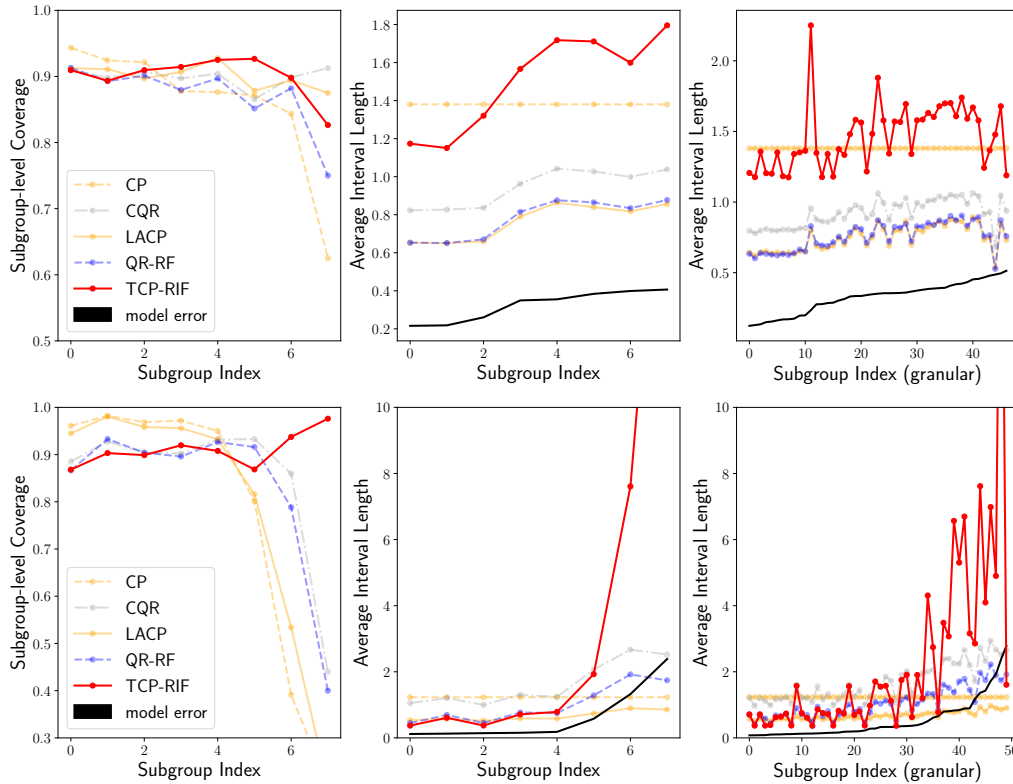 Subgroup-level Coverage
1.0
0.9
0.8
0.7
0.6
0.5
CP
CQR
LACP
QR-RF
TCP-RIF
model error
0
2
4
6
Subgroup Index
Average Interval Length
1.8
1.6
1.4
1.2
1.0
0.8
0.6
0.4
0.2
0
2
4
6
Subgroup Index
Average Interval Length
2.0
1.5
1.0
0.5
0
10
20
30
40
Subgroup Index (granular)
Subgroup-level Coverage
1.0
0.9
0.8
0.7
0.6
0.5
0.4
0.3
CP
CQR
LACP
QR-RF
TCP-RIF
model error
0
2
4
6
Subgroup Index
Average Interval Length
10
8
6
4
2
0
0
2
4
6
Subgroup Index
Average Interval Length
10
8
6
4
2
0
0
10
20
30
40
50
Subgroup Index (granular)